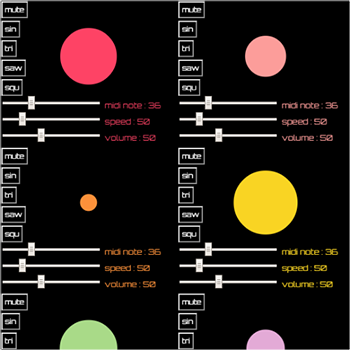 mute
sin
tri
saw
squ
midi note : 36
speed : 50
volume : 50
mute
sin
tri
saw
squ
midi note : 36
speed : 50
volume : 50
mute
sin
tri
saw
squ
midi note : 36
speed : 50
volume : 50
mute
sin
tri
saw
squ
midi note : 36
speed : 50
volume : 50
mute
sin
tri
mute
sin
tri